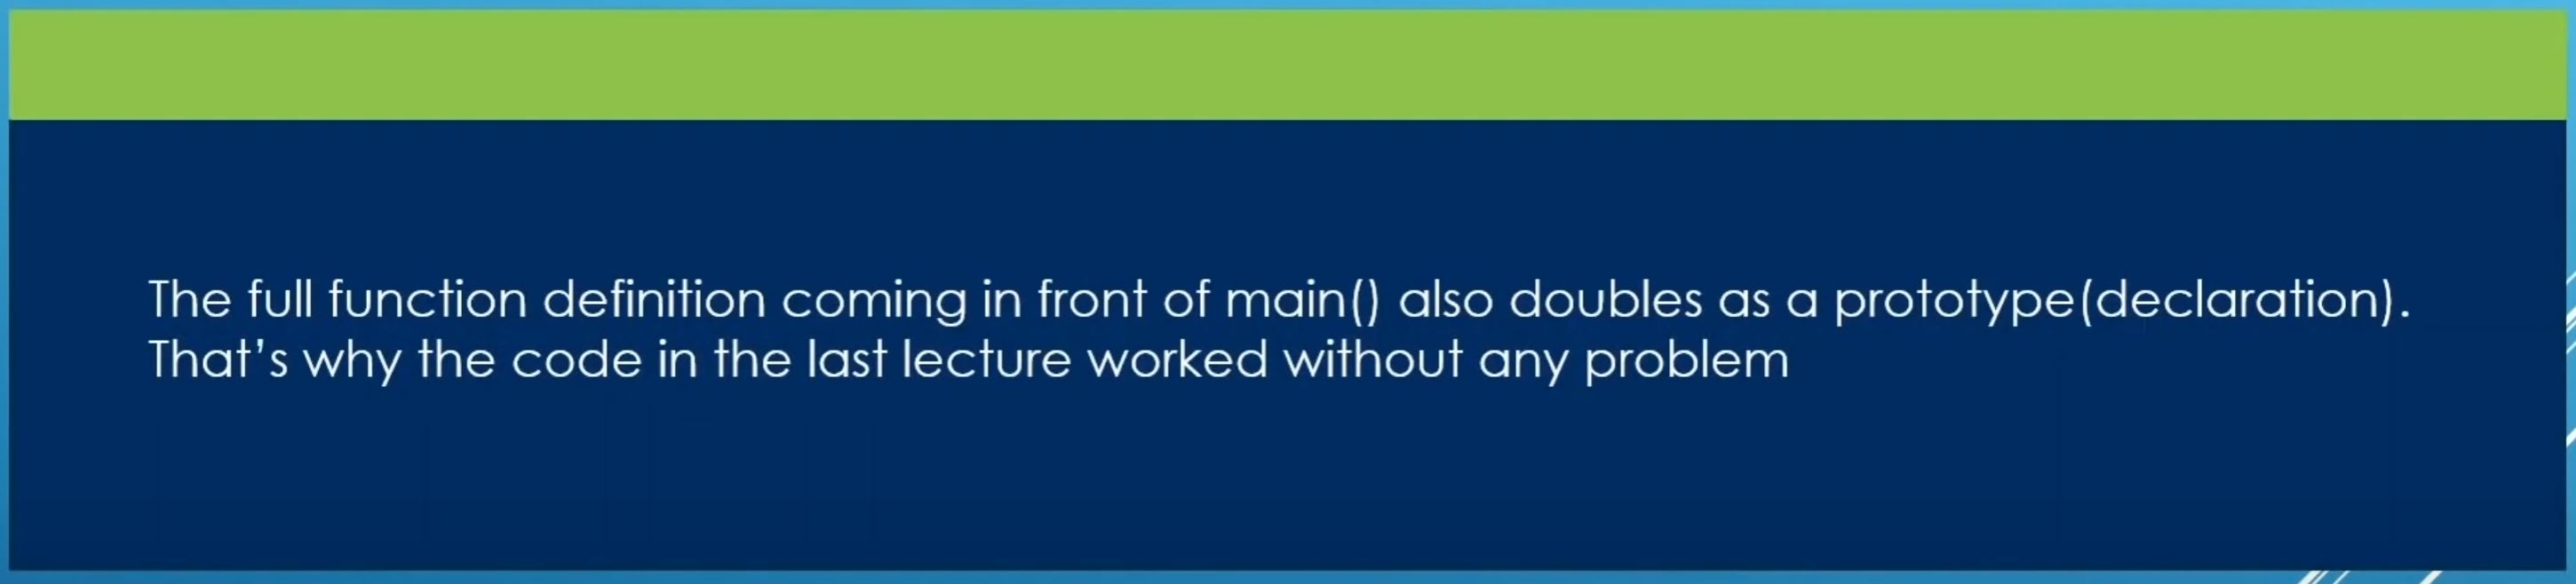 The full function definition coming in front of main() also doubles as a prototype(declaration).
That’s why the code in the last lecture worked without any problem